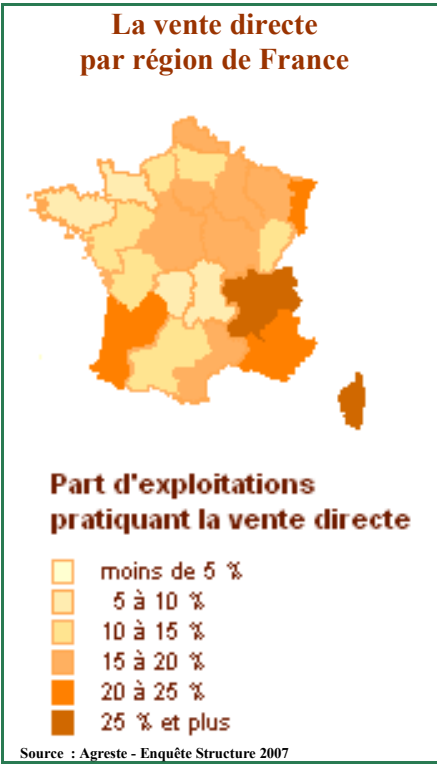 La vente directe
par région de France
Part d'exploitations
pratiquant la vente directe
moins de 5 %
5 à 10 %
10 à 15 %
15 à 20 %
20 à 25 %
25 % et plus
Source : Agreste - Enquête Structure 2007